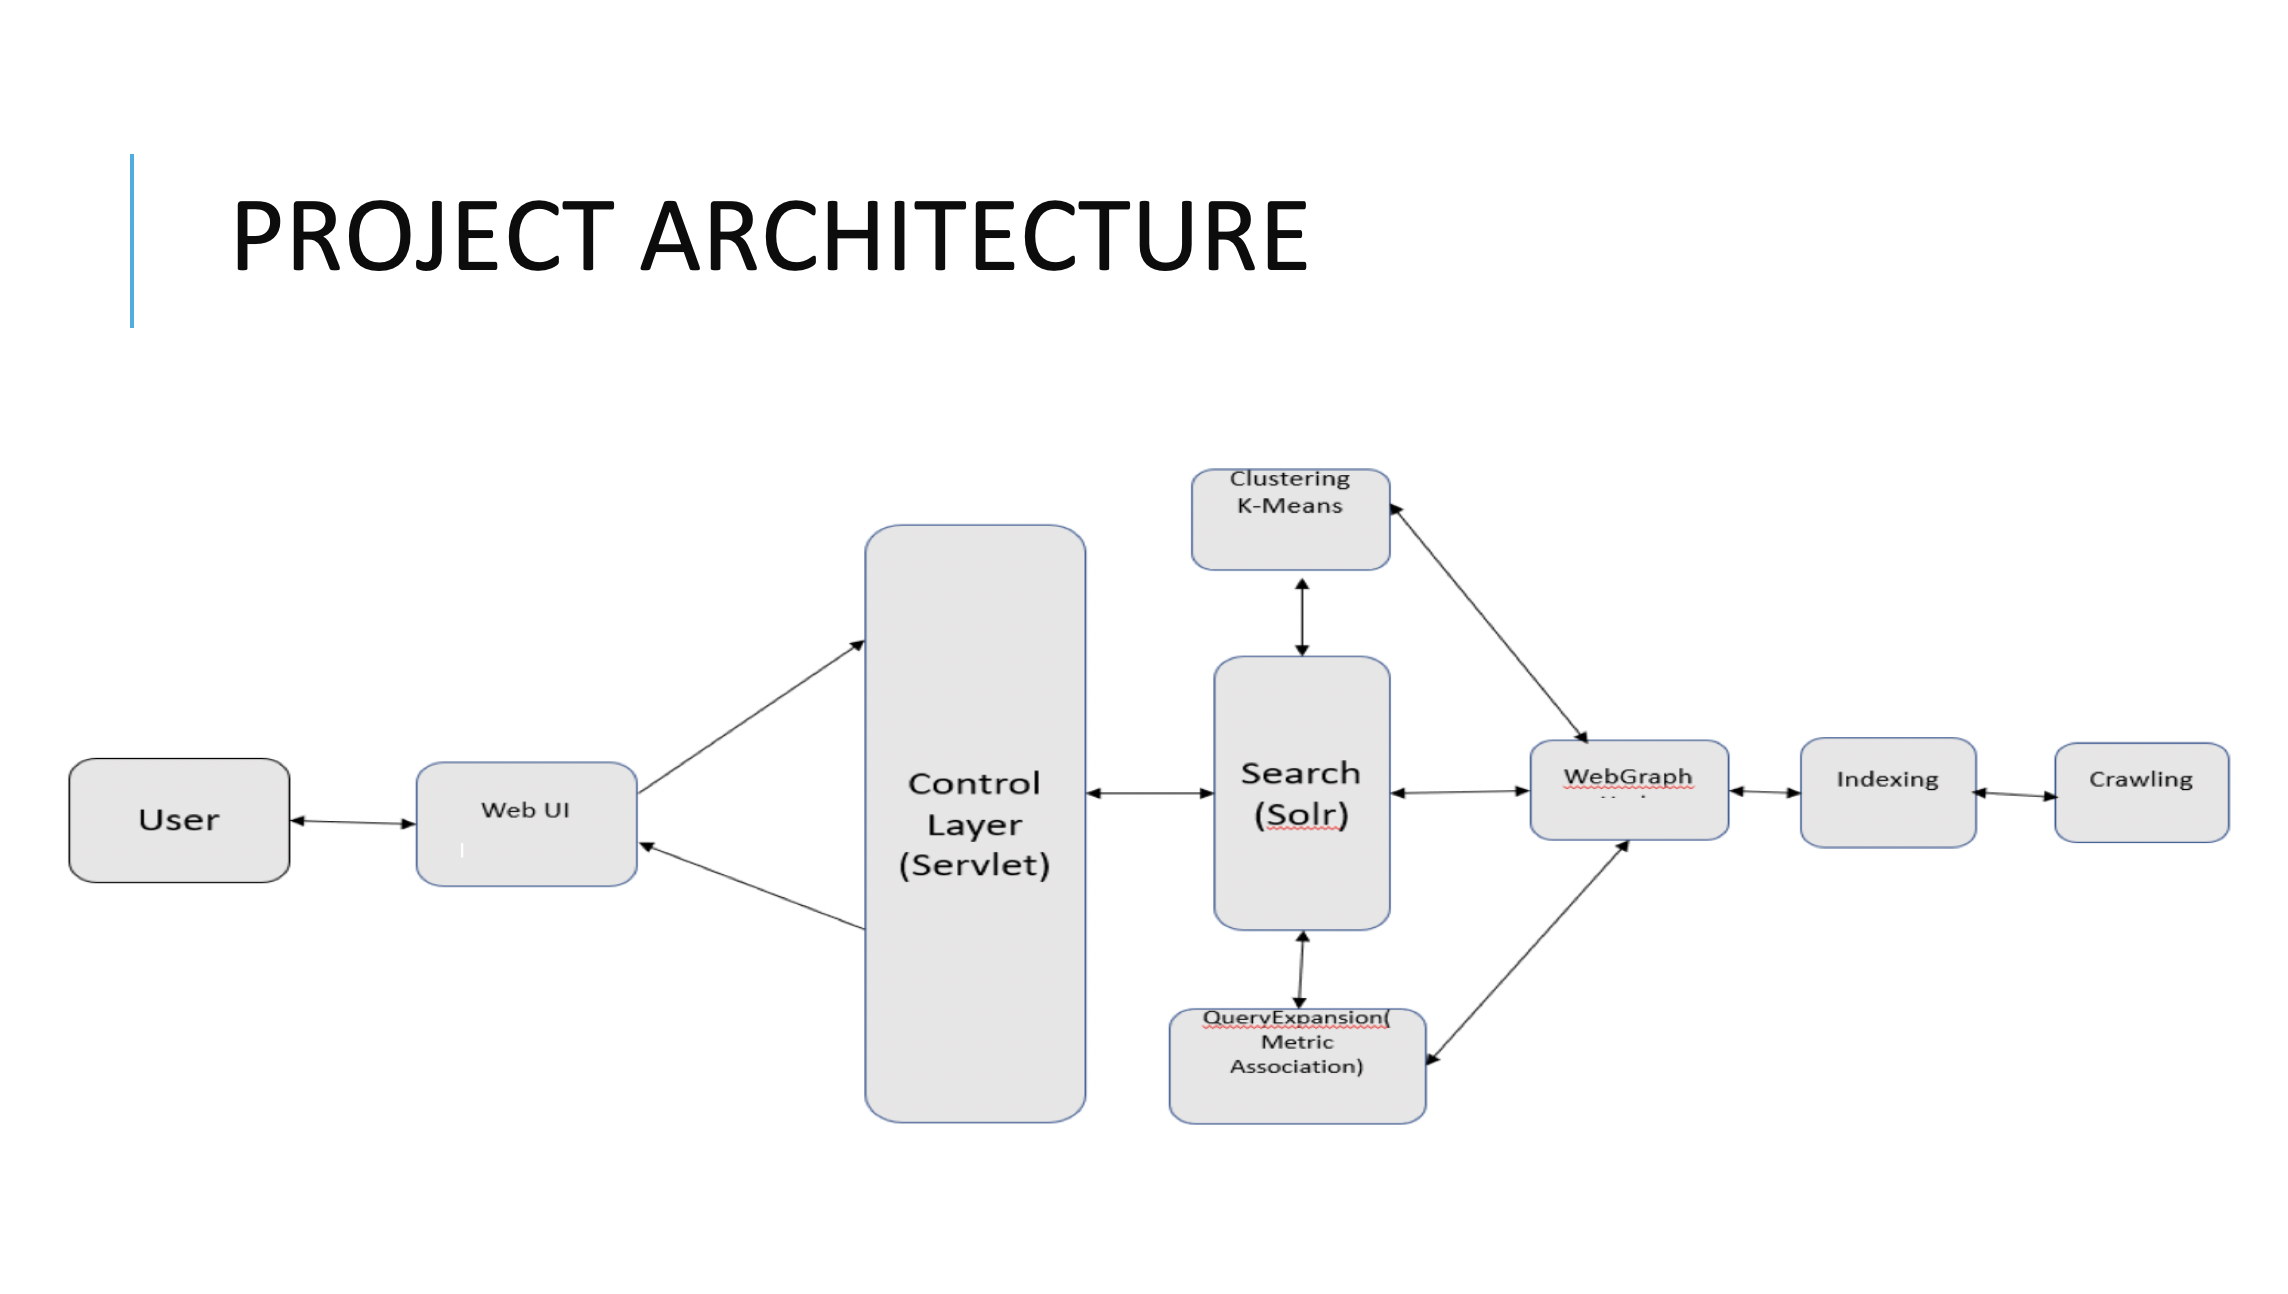 PROJECT ARCHITECTURE
User
Web UI
Control
Layer
(Servlet)
Clustering
K-Means
Search
(Solr)
QueryExpansion(
Metric
Association)
WebGraph
Indexing
Crawling